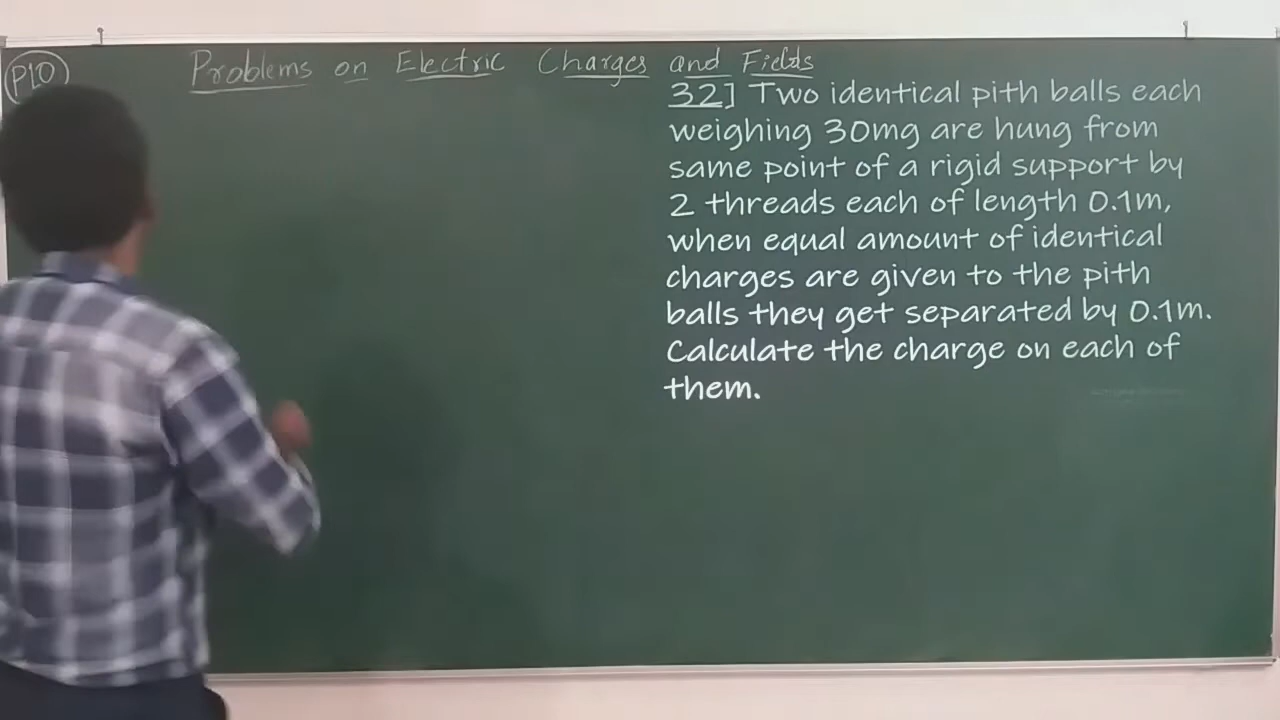 P10
Problems on Electric Charges and Fields
32] Two identical pith balls each
weighing 30mg are hung from
same point of a rigid support by
2 threads each of length 0.1m,
when equal amount of identical
charges are given to the pith
balls they get separated by 0.1m.
Calculate the charge on each of
them.